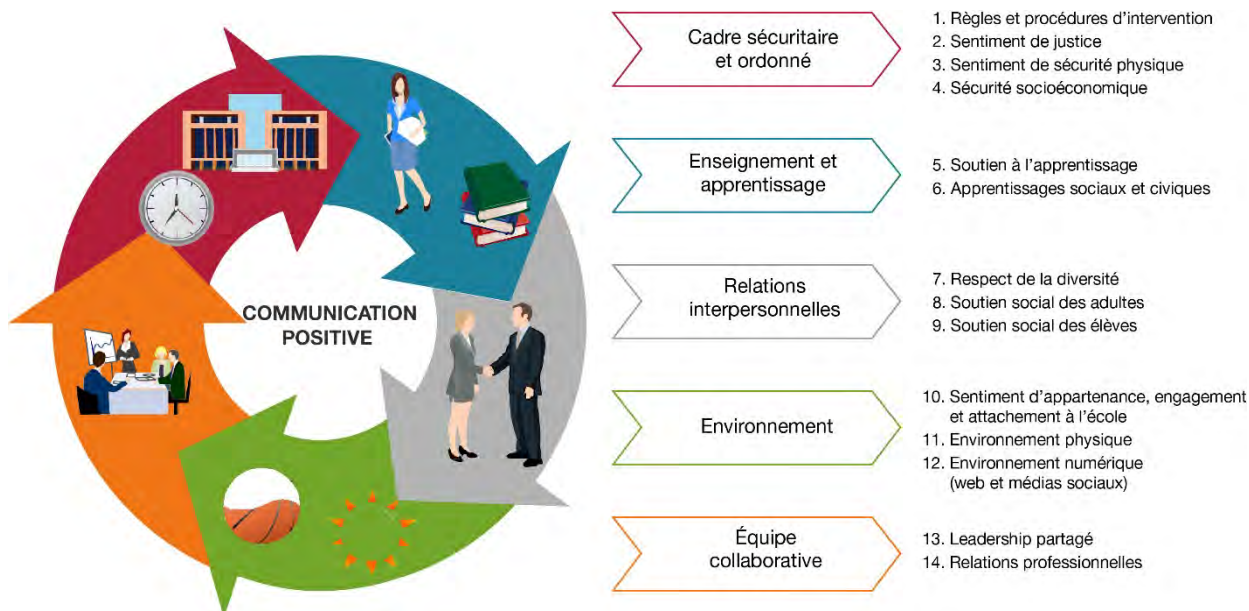 COMMUNICATION
POSITIVE
Cadre sécuritaire
et ordonné
1. Règles et procédures d'intervention
2. Sentiment de justice
3. Sentiment de sécurité physique
4. Sécurité socioéconomique
Enseignement et
apprentissage
5. Soutien à l'apprentissage
6. Apprentissages sociaux et civiques
Relations
interpersonnelles
7. Respect de la diversité
8. Soutien social des adultes
9. Soutien social des élèves
Environnement
10. Sentiment d'appartenance, engagement
et attachement à l'école
11. Environnement physique
12. Environnement numérique
(web et médias sociaux)
Équipe
collaborative
13. Leadership partagé
14. Relations professionnelles